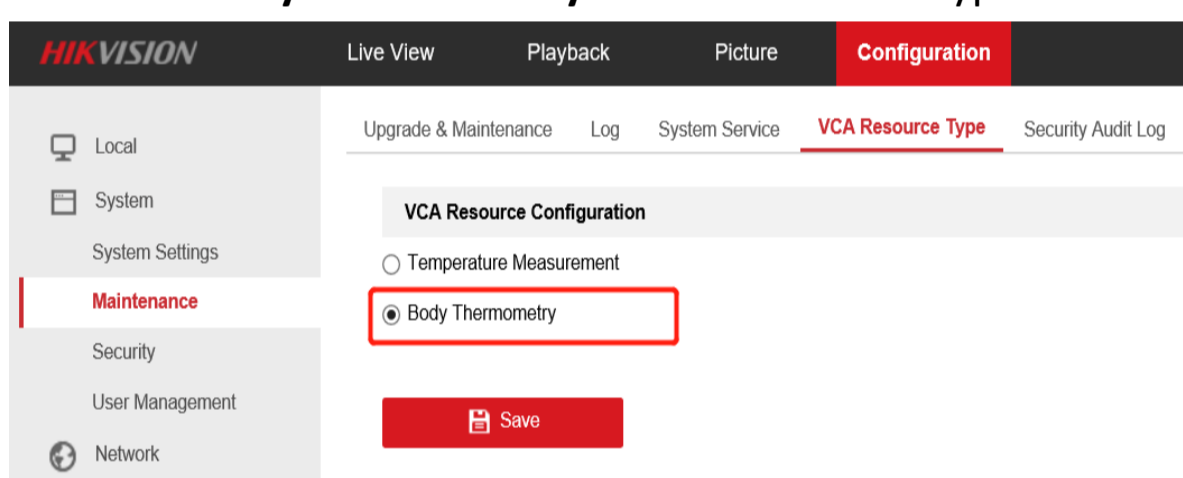 HIKVISION Live View Playback Picture Configuration
Upgrade & Maintenance Log System Service VCA Resource Type Security Audit Log
Local
System
System Settings
Maintenance
Security
User Management
Network
VCA Resource Configuration
Temperature Measurement
Body Thermometry
Save